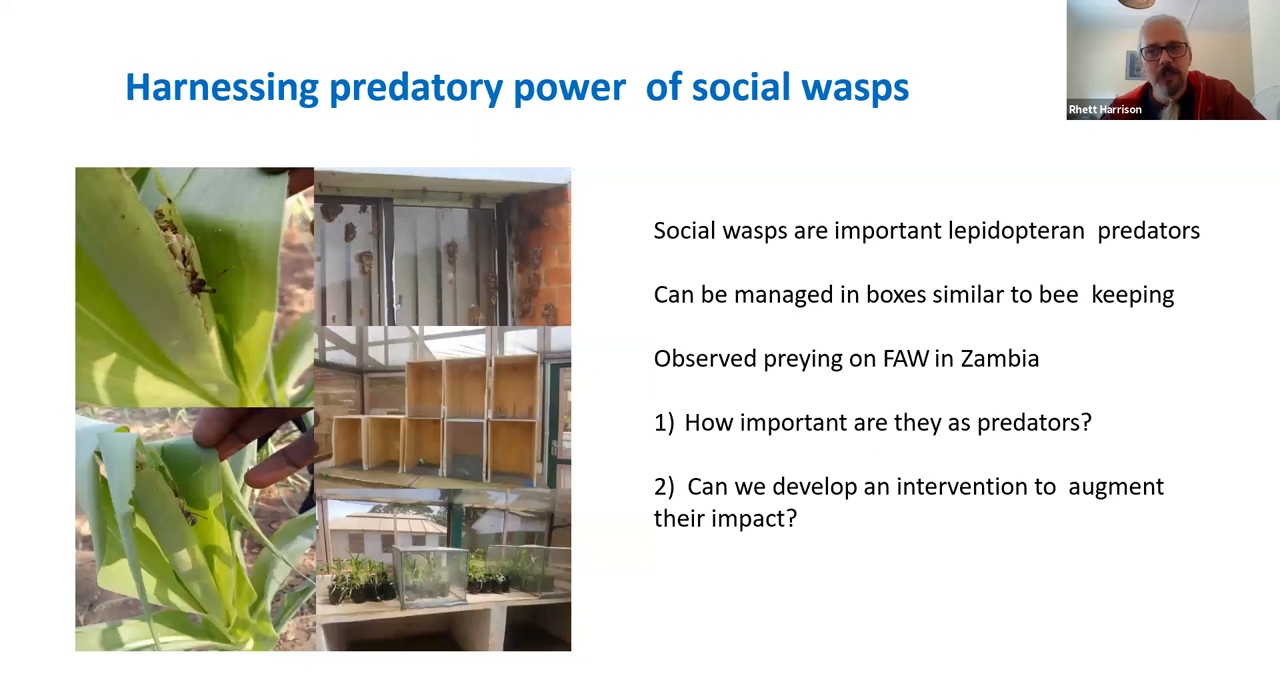 Harnessing predatory power of social wasps
Rhett Harrison
Social wasps are important lepidopteran predators
Can be managed in boxes similar to bee keeping
Observed preying on FAW in Zambia
1) How important are they as predators?
2) Can we develop an intervention to augment
their impact?